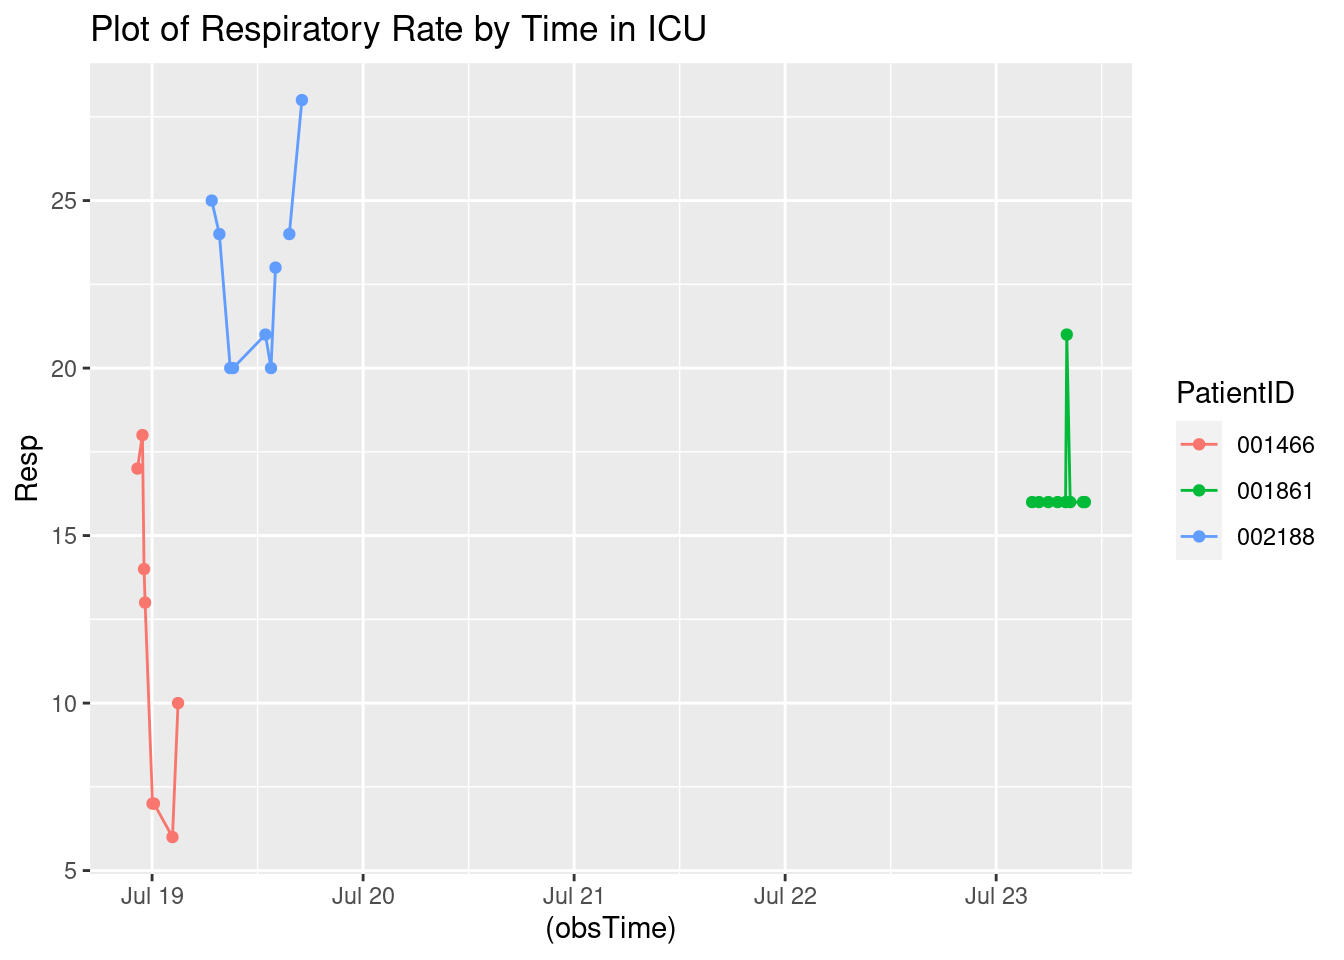 Plot of Respiratory Rate by Time in ICU
Resp
25
20
15
10
5
Jul 19
Jul 20
Jul 21
Jul 22
Jul 23
(obsTime)
PatientID
001466
001861
002188